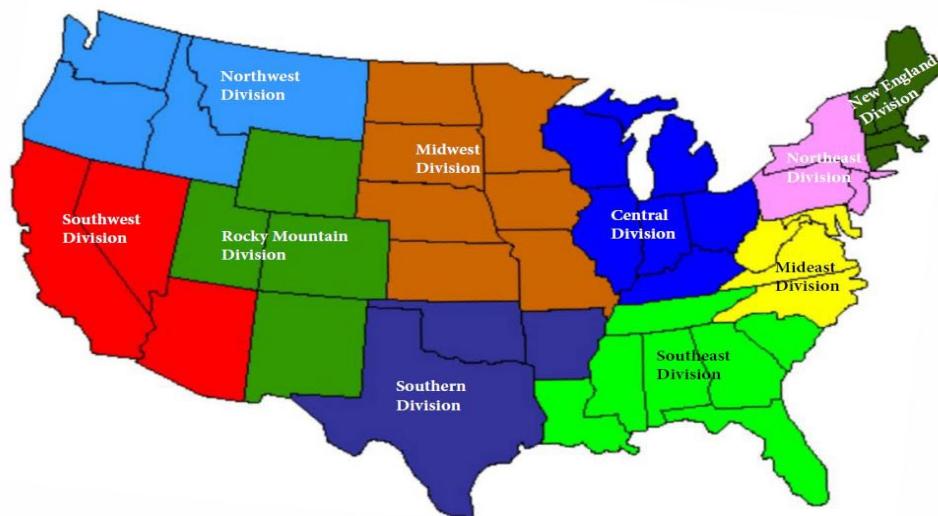 Northwest
Division
Midwest
Division
New England
Division
Northeast
Division
Southwest
Division
Rocky Mountain
Division
Central
Division
Mideast
Division
Southern
Division
Southeast
Division